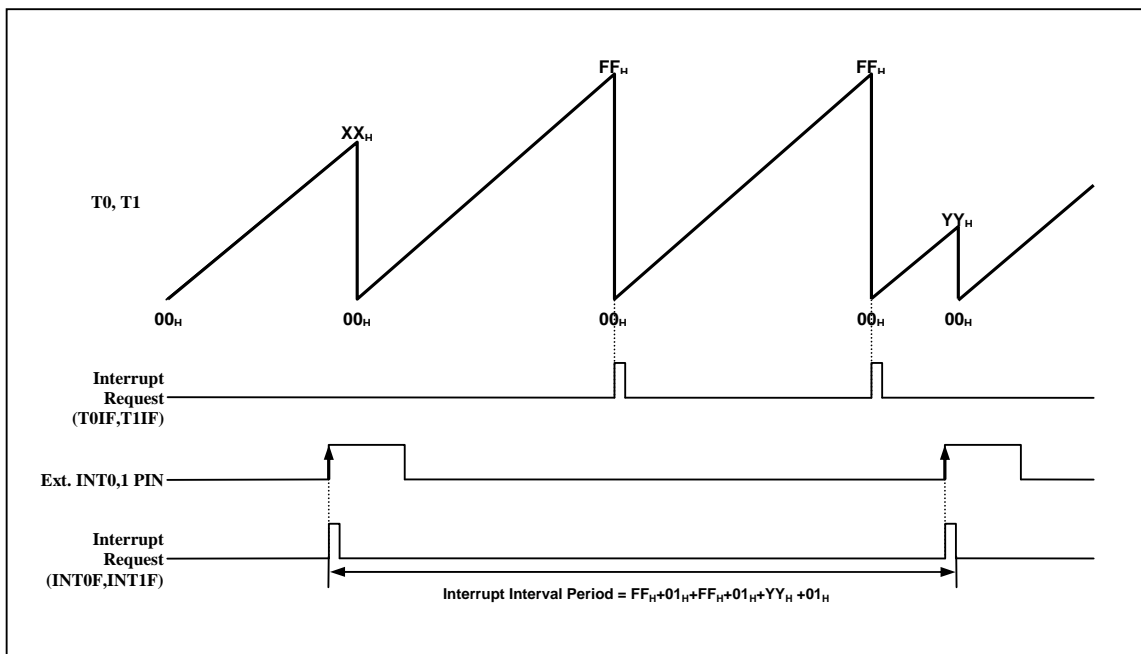 FFH FFH
XXH
T0, T1
YYH
00H 00H 00H 00H 00H
Interrupt
Request
(T0IF,T1IF)
Ext. INT0,1 PIN
Interrupt
Request
(INT0F,INT1F)
Interrupt Interval Period = FFH+01H+FFH+01H+YYH +01H